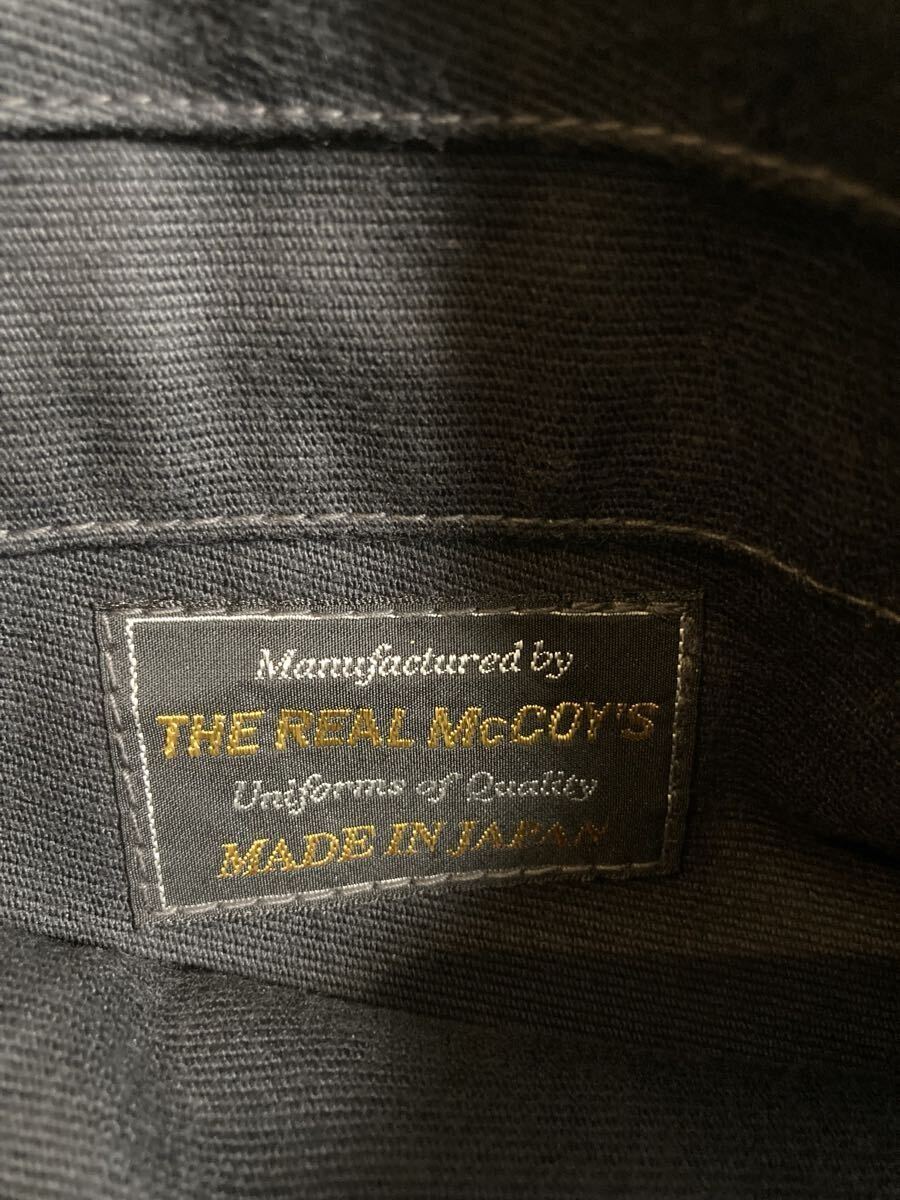 Manufactured by
THE REAL McCOY'S
Uniforms of Quality
MADE IN JAPAN